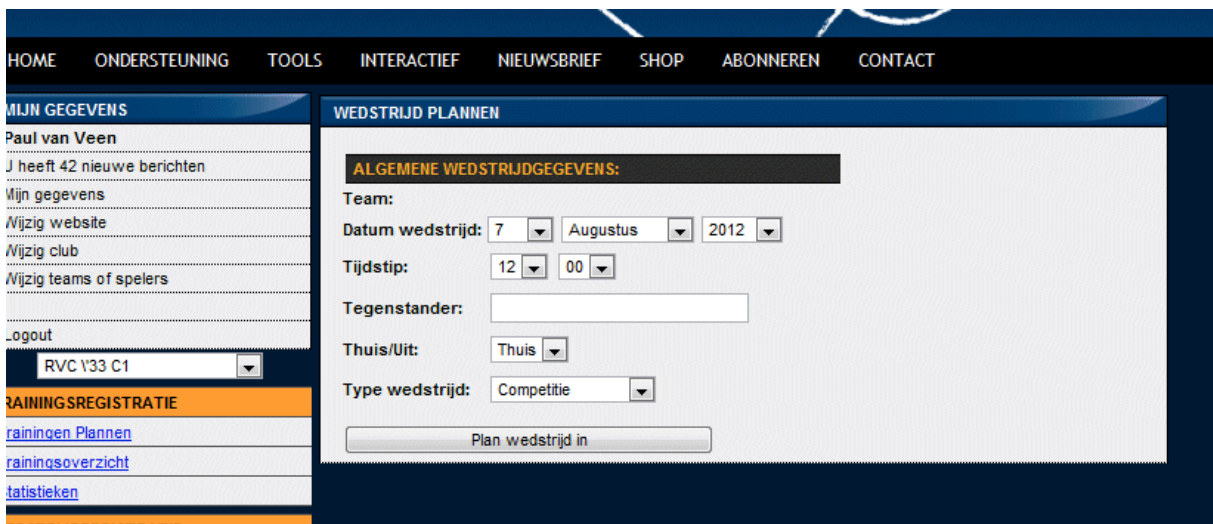 HOME ONDERSTEUNING TOOLS INTERACTIEF NIEUWSBRIEF SHOP ABONNEREN CONTACT
MIJN GEGEVENS
Paul van Veen
U heeft 42 nieuwe berichten
Mijn gegevens
Wijzig website
Wijzig club
Wijzig teams of spelers
Logout
RVC \'33 C1
RAININGSREGISTRATIE
rainingen Plannen
rainingsoverzicht
tatistieken
WEDSTRIJD PLANNEN
ALGEMENE WEDSTRIJDGEGEVENS:
Team:
Datum wedstrijd: 7 Augustus 2012
Tijdstip: 12 00
Tegenstander:
Thuis/Uit: Thuis
Type wedstrijd: Competitie
Plan wedstrijd in